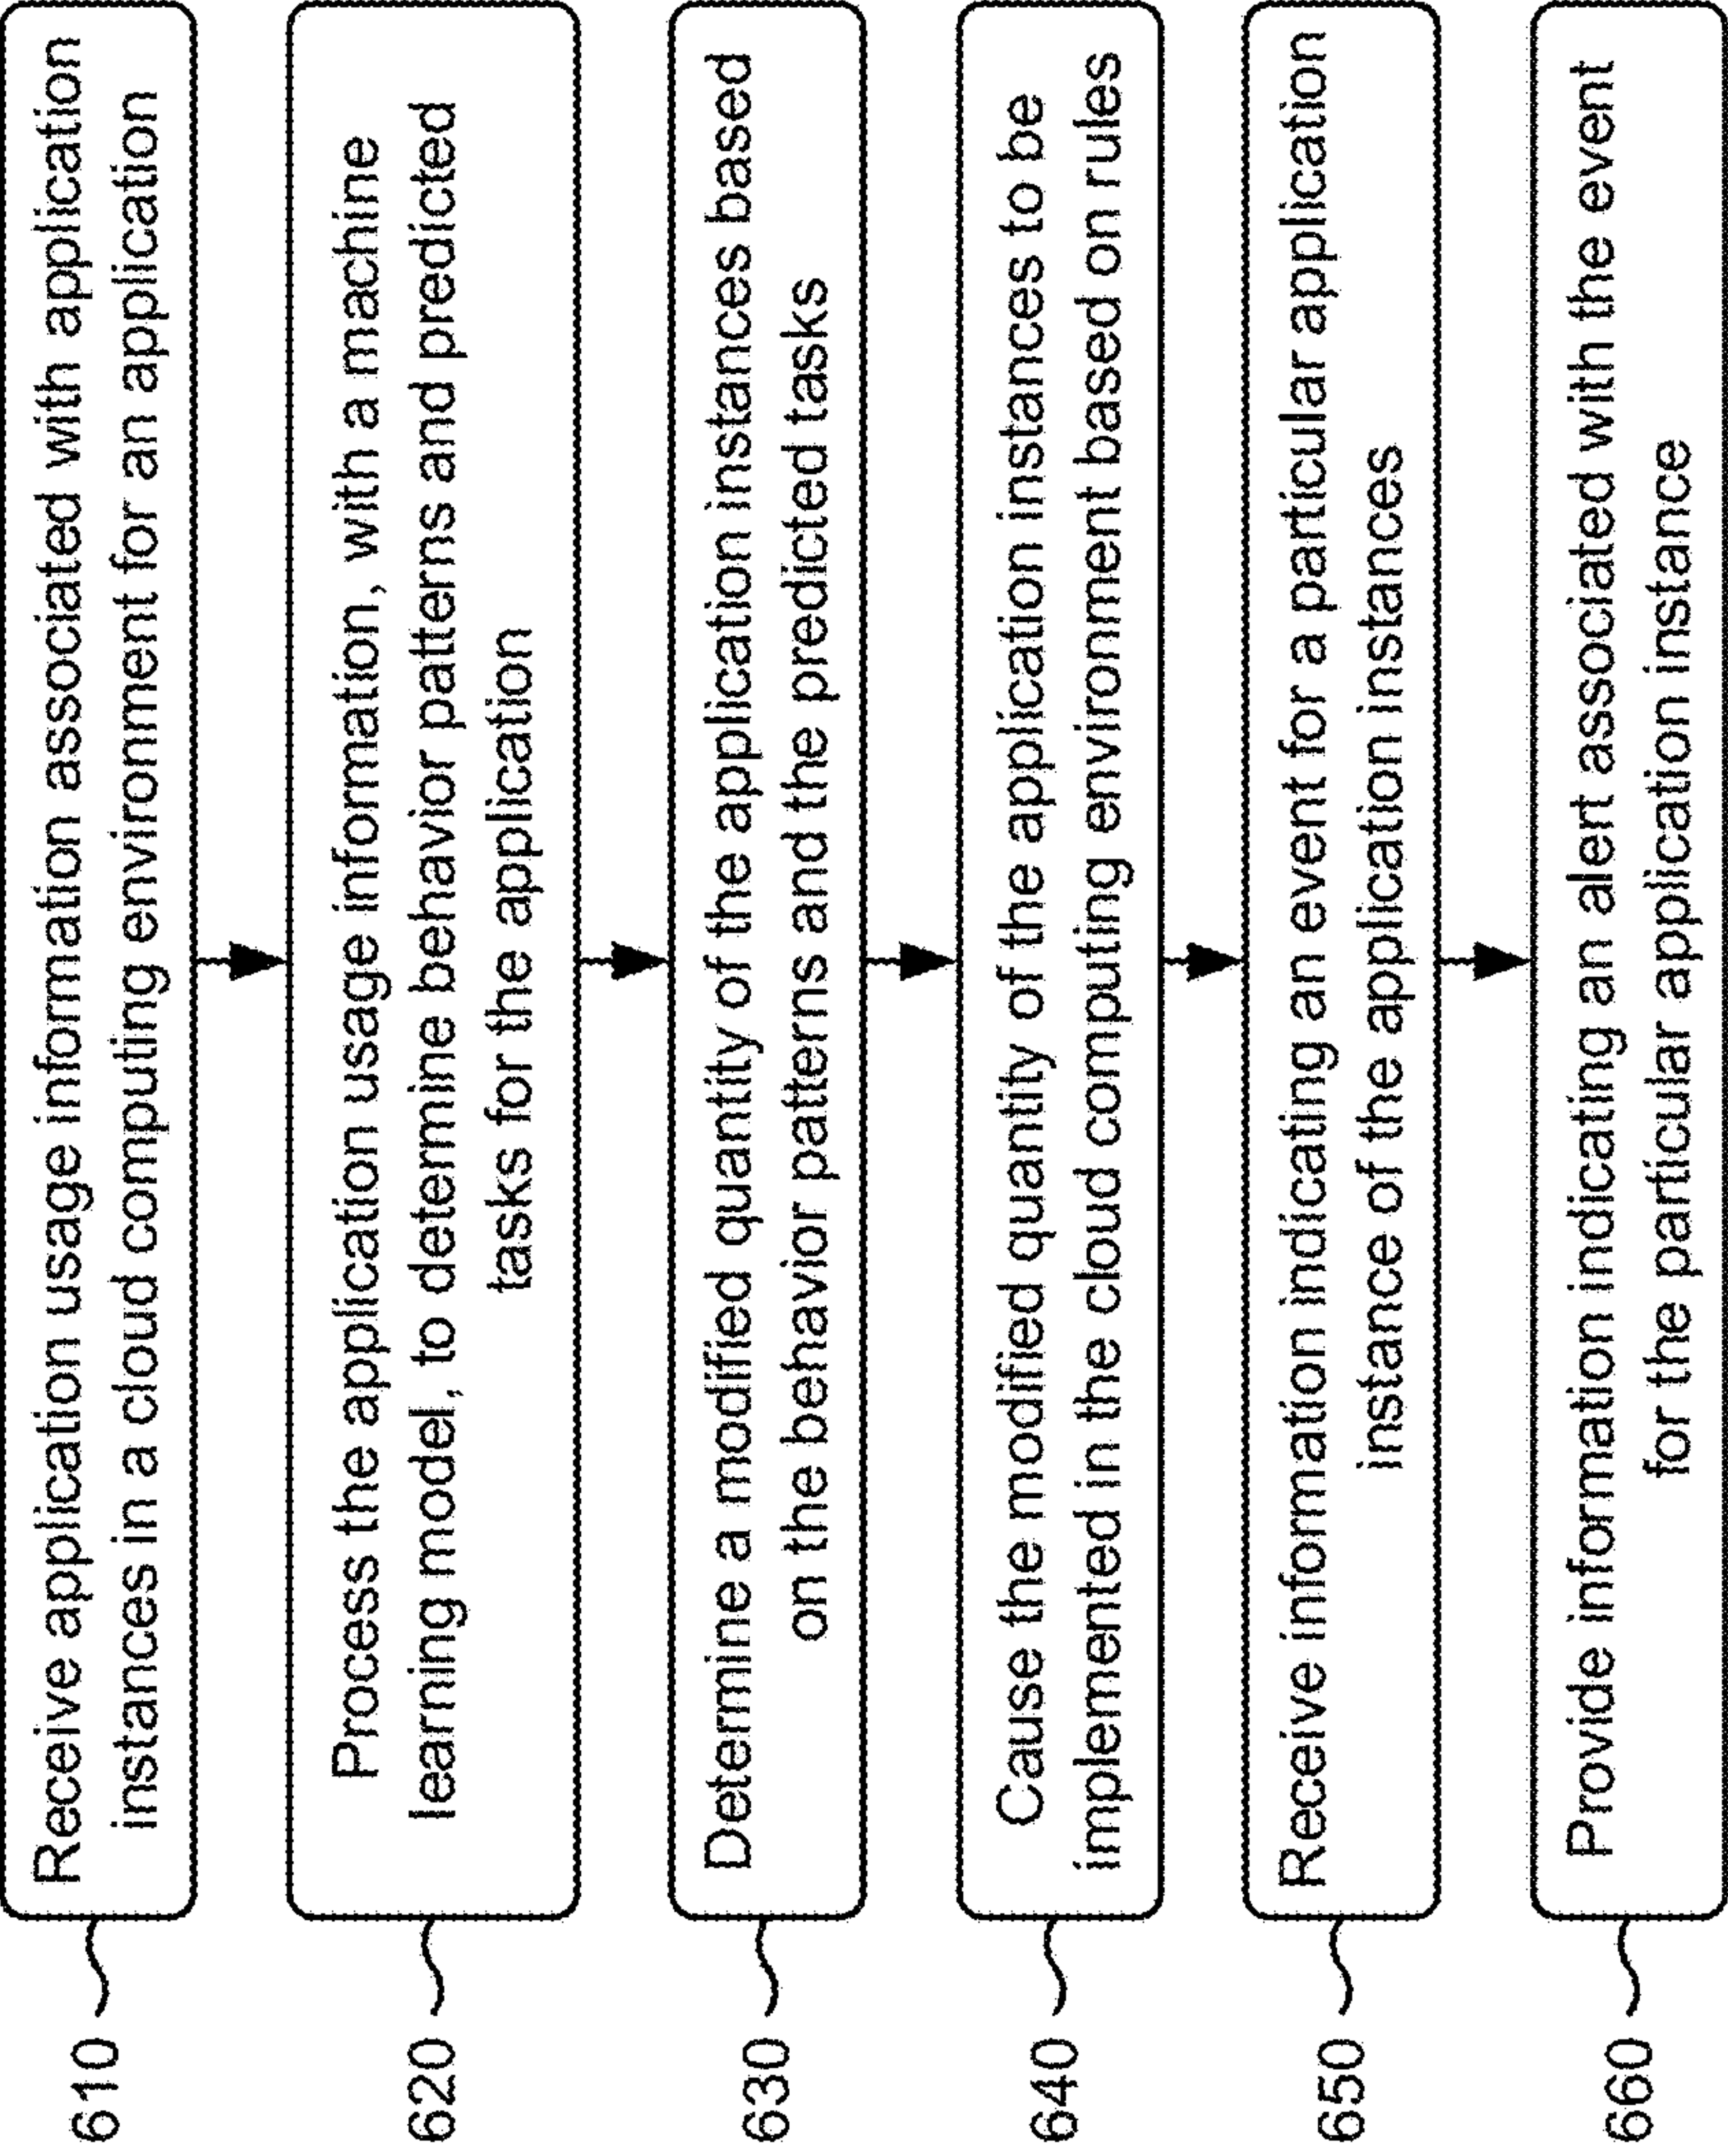 610
Receive application usage information associated with application
instances in a cloud computing environment for an application
620
Process the application usage information, with a machine
learning model, to determine behavior patterns and predicted
tasks for the application
630
Determine a modified quantity of the application instances based
on the behavior patterns and the predicted tasks
640
Cause the modified quantity of the application instances to be
implemented in the cloud computing environment based on rules
650
Receive information indicating an event for a particular application
instance of the application instances
660
Provide information indicating an alert associated with the event
for the particular application instance